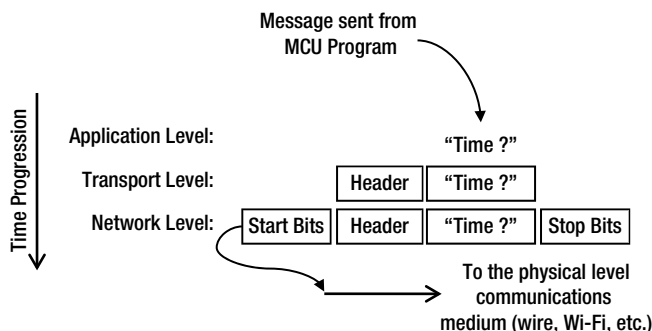 Message sent from
MCU Program
Time Progression
Application Level:
“Time ?”
Transport Level:
Header
“Time ?”
Network Level:
Start Bits
Header
“Time ?”
Stop Bits
To the physical level
communications
medium (wire, Wi-Fi, etc.)